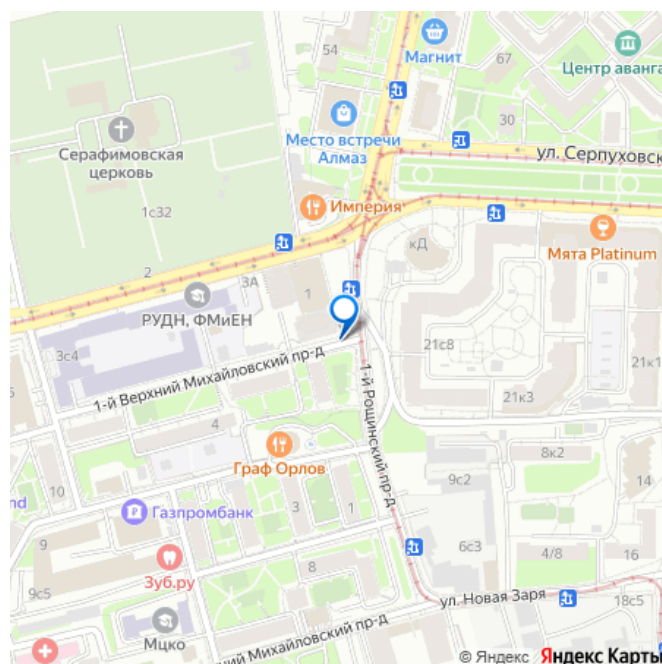 54
Магнит
67
Центр аванга
Место встречи
Алмаз
30
Серафимовская
церковь
ул. Серпуховск
1с32
Империя
2
кД
Мята Platinum
3А
1
РУДН, ФМиЕН
3с4
21с8
21к1
1-й Верхний Михайловский пр-д
1-й Рощинский пр-д
21к3
4
Граф Орлов
8к2
nd
10
9с2
14
Газпромбанк
3
1
9
6с3
4/8
16
Зуб.ру
8
9с5
ул. Новая Заря
18с5
Мцко
ний Михайловский пр-д
© Яндекс Яндекс Карты